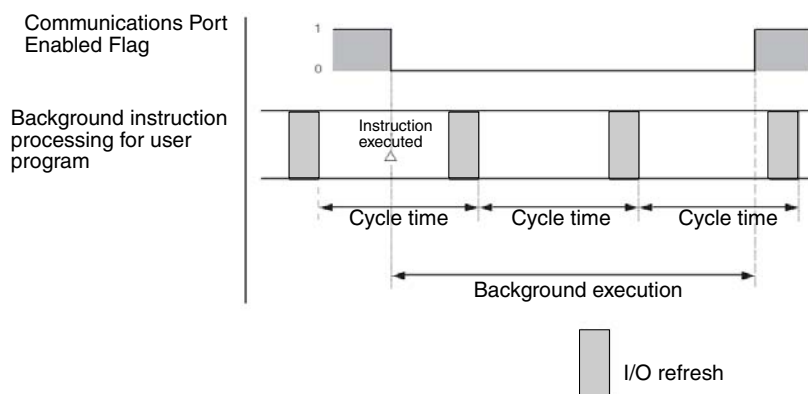 Communications Port
Enabled Flag
1
0
Background instruction
processing for user
program
Instruction
executed
Cycle time
Cycle time
Cycle time
Background execution
I/O refresh